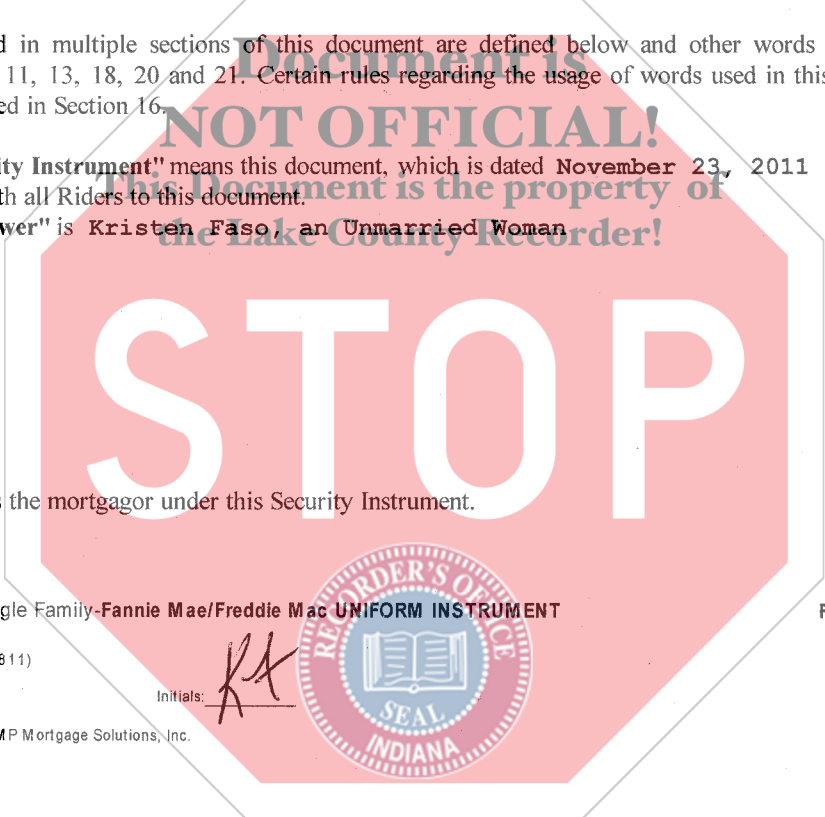 d in multiple sections of this document are defined below and other words
11, 13, 18, 20 and 21. Certain rules regarding the usage of words used in this
ed in Section 16.
Document is
NOT OFFICIAL!
This Document is the property of
the Lake County Recorder!
ity Instrument" means this document, which is dated November 23, 2011
th all Riders to this document.
wer" is Kristen Faso, an Unmarried Woman
STOP
s the mortgagor under this Security Instrument.
gle Family-Fannie Mae/Freddie Mac UNIFORM INSTRUMENT
811)
Initials: KF
MP Mortgage Solutions, Inc.
RECORDER'S OFFICE
SEAL
INDIANA